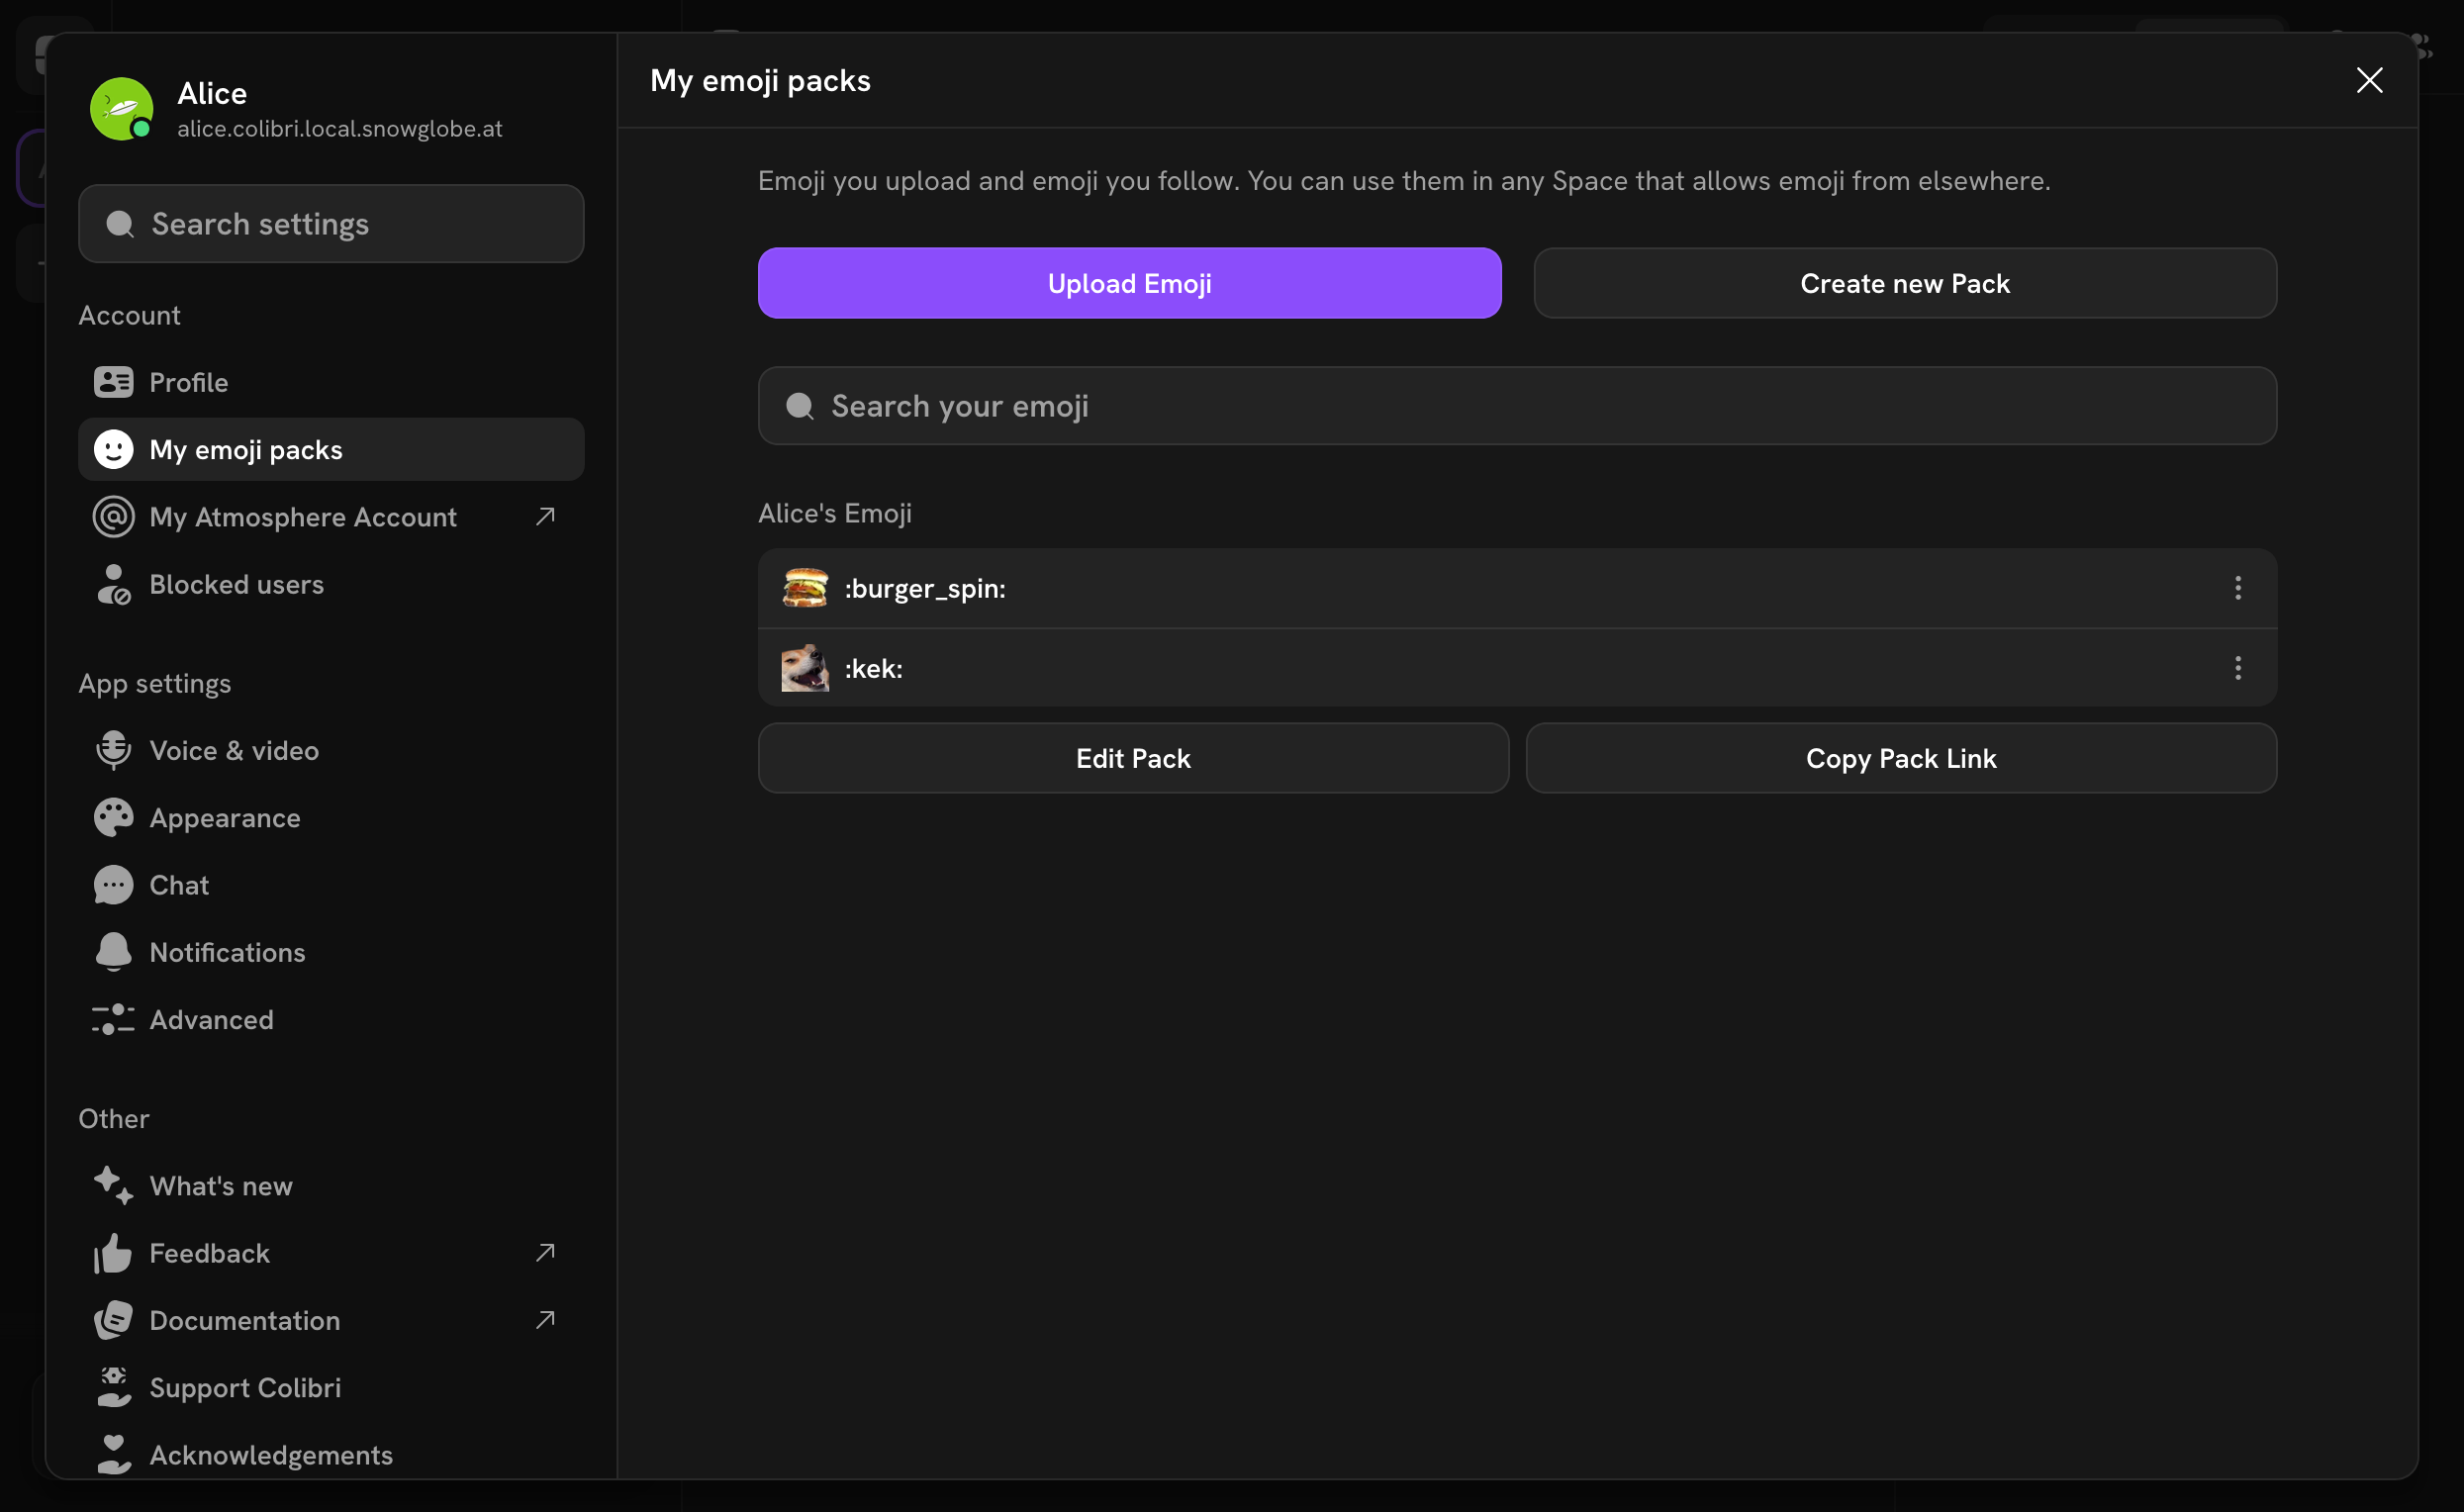 Alice
alice.colibri.local.snowglobe.at
Search settings
Account
Profile
My emoji packs
My Atmosphere Account
Blocked users
App settings
Voice & video
Appearance
Chat
Notifications
Advanced
Other
What's new
Feedback
Documentation
Support Colibri
Acknowledgements
My emoji packs
Emoji you upload and emoji you follow. You can use them in any Space that allows emoji from elsewhere.
Upload Emoji
Create new Pack
Search your emoji
Alice's Emoji
:burger_spin:
:kek:
Edit Pack
Copy Pack Link